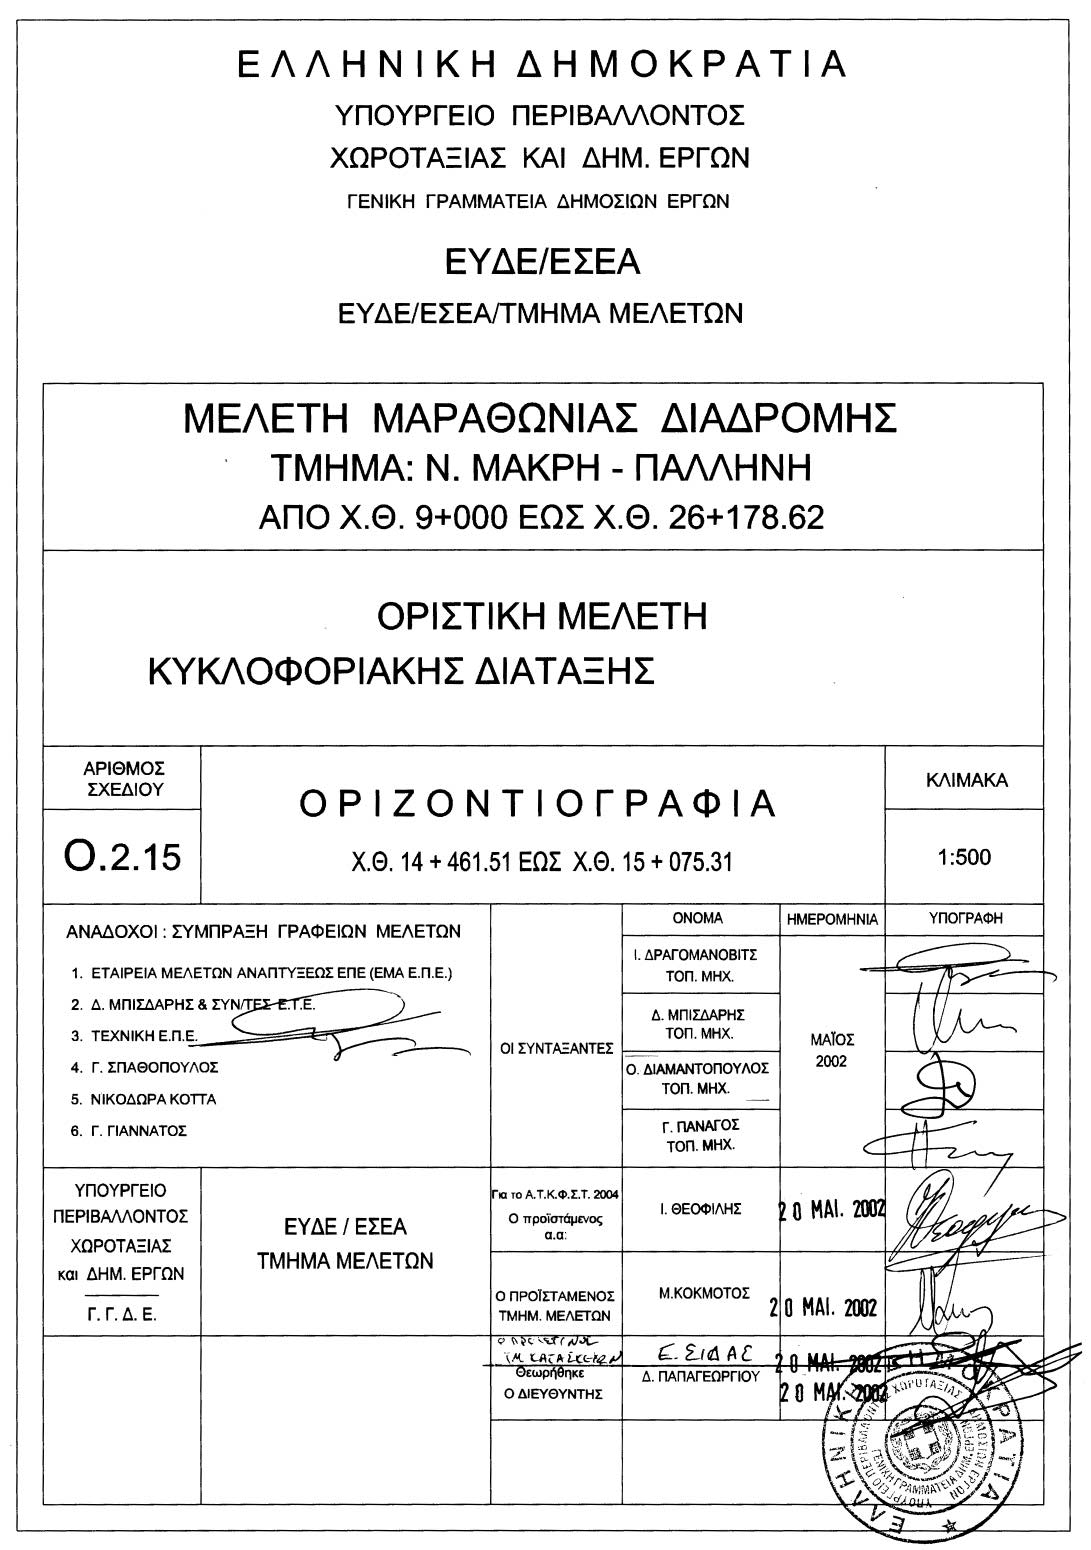 ΕΛΛΗΝΙΚΗ ΔΗΜΟΚΡΑΤΙΑ
ΥΠΟΥΡΓΕΙΟ ΠΕΡΙΒΑΛΛΟΝΤΟΣ
ΧΩΡΟΤΑΞΙΑΣ ΚΑΙ ΔΗΜ. ΕΡΓΩΝ
ΓΕΝΙΚΗ ΓΡΑΜΜΑΤΕΙΑ ΔΗΜΟΣΙΩΝ ΕΡΓΩΝ
ΕΥΔΕ/ΕΣΕΑ
ΕΥΔΕ/ΕΣΕΑ/ΤΜΗΜΑ ΜΕΛΕΤΩΝ
ΜΕΛΕΤΗ ΜΑΡΑΘΩΝΙΑΣ ΔΙΑΔΡΟΜΗΣ
ΤΜΗΜΑ: Ν. ΜΑΚΡΗ - ΠΑΛΛΗΝΗ
ΑΠΟ Χ.Θ. 9+000 ΕΩΣ Χ.Θ. 26+178.62
ΟΡΙΣΤΙΚΗ ΜΕΛΕΤΗ
ΚΥΚΛΟΦΟΡΙΑΚΗΣ ΔΙΑΤΑΞΗΣ
ΑΡΙΘΜΟΣ
ΣΧΕΔΙΟΥ
Ο.2.15
ΟΡΙΖΟΝΤΙΟΓΡΑΦΙΑ
Χ.Θ. 14 + 461.51 ΕΩΣ Χ.Θ. 15 + 075.31
ΚΛΙΜΑΚΑ
1:500
ΑΝΑΔΟΧΟΙ : ΣΥΜΠΡΑΞΗ ΓΡΑΦΕΙΩΝ ΜΕΛΕΤΩΝ
1. ΕΤΑΙΡΕΙΑ ΜΕΛΕΤΩΝ ΑΝΑΠΤΥΞΕΩΣ ΕΠΕ (ΕΜΑ Ε.Π.Ε.)
2. Δ. ΜΠΙΣΔΑΡΗΣ & ΣΥΝ/ΤΕΣ Ε.Τ.Ε.
3. ΤΕΧΝΙΚΗ Ε.Π.Ε.
4. Γ. ΣΠΑΘΟΠΟΥΛΟΣ
5. ΝΙΚΟΔΩΡΑ ΚΟΤΤΑ
6. Γ. ΓΙΑΝΝΑΤΟΣ
ΟΙ ΣΥΝΤΑΞΑΝΤΕΣ
ΟΝΟΜΑ
ΗΜΕΡΟΜΗΝΙΑ
ΥΠΟΓΡΑΦΗ
Ι. ΔΡΑΓΟΜΑΝΟΒΙΤΣ
ΤΟΠ. ΜΗΧ.
Δ. ΜΠΙΣΔΑΡΗΣ
ΤΟΠ. ΜΗΧ.
Ο. ΔΙΑΜΑΝΤΟΠΟΥΛΟΣ
ΤΟΠ. ΜΗΧ.
Γ. ΠΑΝΑΓΟΣ
ΤΟΠ. ΜΗΧ.
ΜΑΪΟΣ
2002
ΥΠΟΥΡΓΕΙΟ
ΠΕΡΙΒΑΛΛΟΝΤΟΣ
ΧΩΡΟΤΑΞΙΑΣ
και ΔΗΜ. ΕΡΓΩΝ
Γ. Γ. Δ. Ε.
ΕΥΔΕ / ΕΣΕΑ
ΤΜΗΜΑ ΜΕΛΕΤΩΝ
Για το Α.Τ.Κ.Φ.Σ.Τ. 2004
Ο προϊστάμενος
α.α:
Ι. ΘΕΟΦΙΛΗΣ
20 ΜΑΙ. 2002
Ο ΠΡΟΪΣΤΑΜΕΝΟΣ
ΤΜΗΜ. ΜΕΛΕΤΩΝ
Μ.ΚΟΚΜΟΤΟΣ
20 ΜΑΙ. 2002
Ε. ΣΙΔΑΣ
20 ΜΑΙ. 2002
Θεωρήθηκε
Ο ΔΙΕΥΘΥΝΤΗΣ
Δ. ΠΑΠΑΓΕΩΡΓΙΟΥ
20 ΜΑΙ. 2002